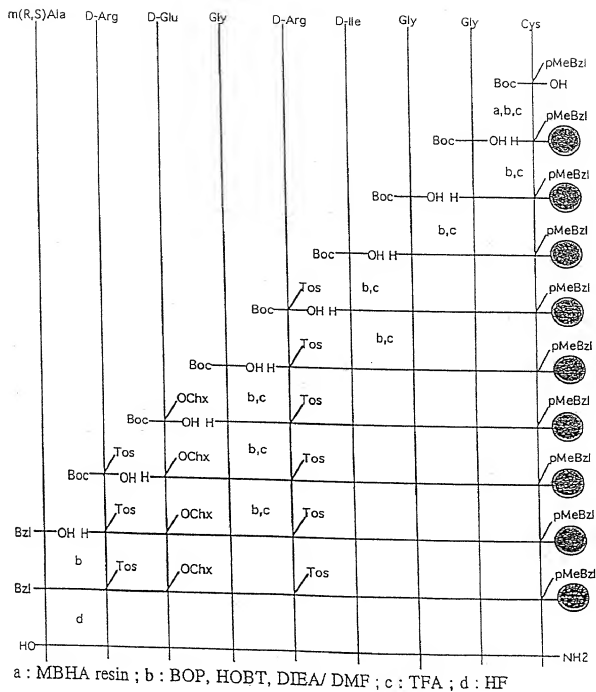 m(R,S)Ala D-Arg D-Glu Gly D-Arg D-Ile Gly Gly Cys
pMeBzl
Boc OH
a,b,c
pMeBzl
Boc OH H
b,c
pMeBzl
Boc OH H
b,c
pMeBzl
Boc OH H
Tos b,c pMeBzl
Boc OH H
Tos b,c pMeBzl
Boc OH H
OChx b,c Tos pMeBzl
Boc OH H
Tos OChx b,c Tos pMeBzl
Boc OH H
Tos OChx b,c Tos pMeBzl
Bzl OH H
b Tos OChx Tos pMeBzl
Bzl
d
HO NH2
a : MBHA resin ; b : BOP, HOBT, DIEA/ DMF ; c : TFA ; d : HF